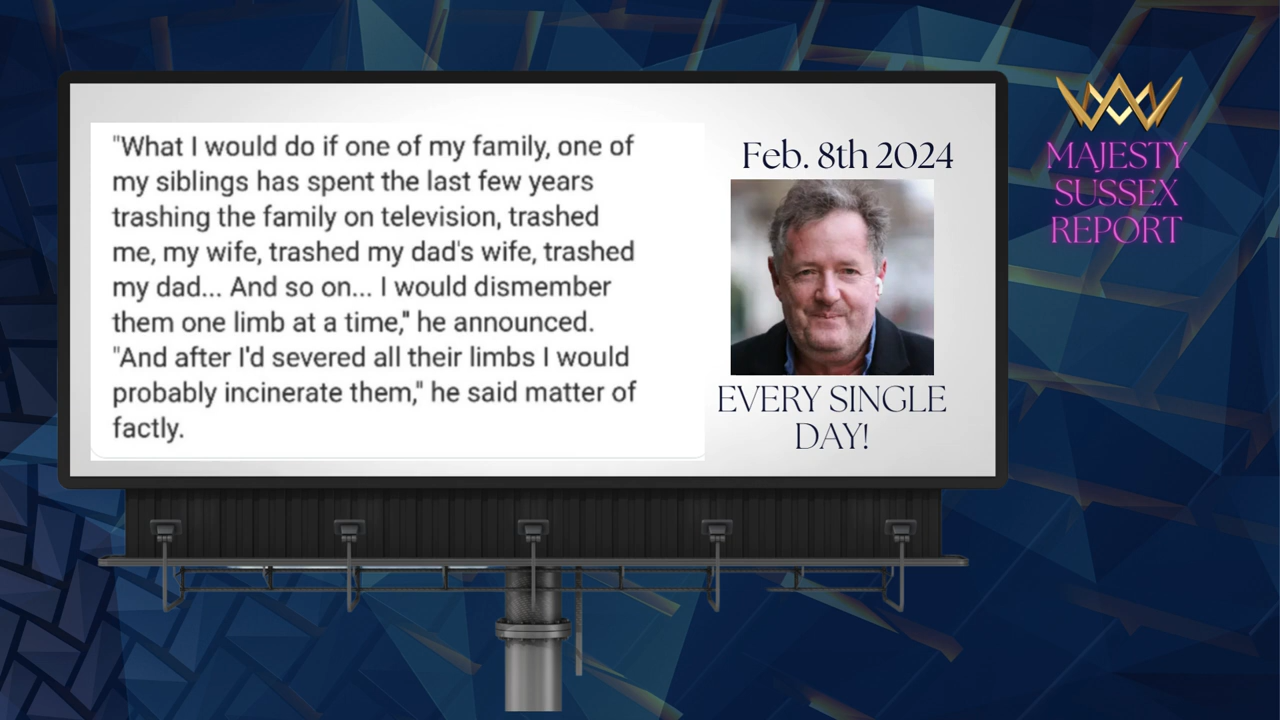 "What I would do if one of my family, one of
my siblings has spent the last few years
trashing the family on television, trashed
me, my wife, trashed my dad's wife, trashed
my dad... And so on... I would dismember
them one limb at a time," he announced.
"And after I'd severed all their limbs I would
probably incinerate them," he said matter of
factly.
Feb. 8th 2024
EVERY SINGLE
DAY!
MAJESTY
SUSSEX
REPORT